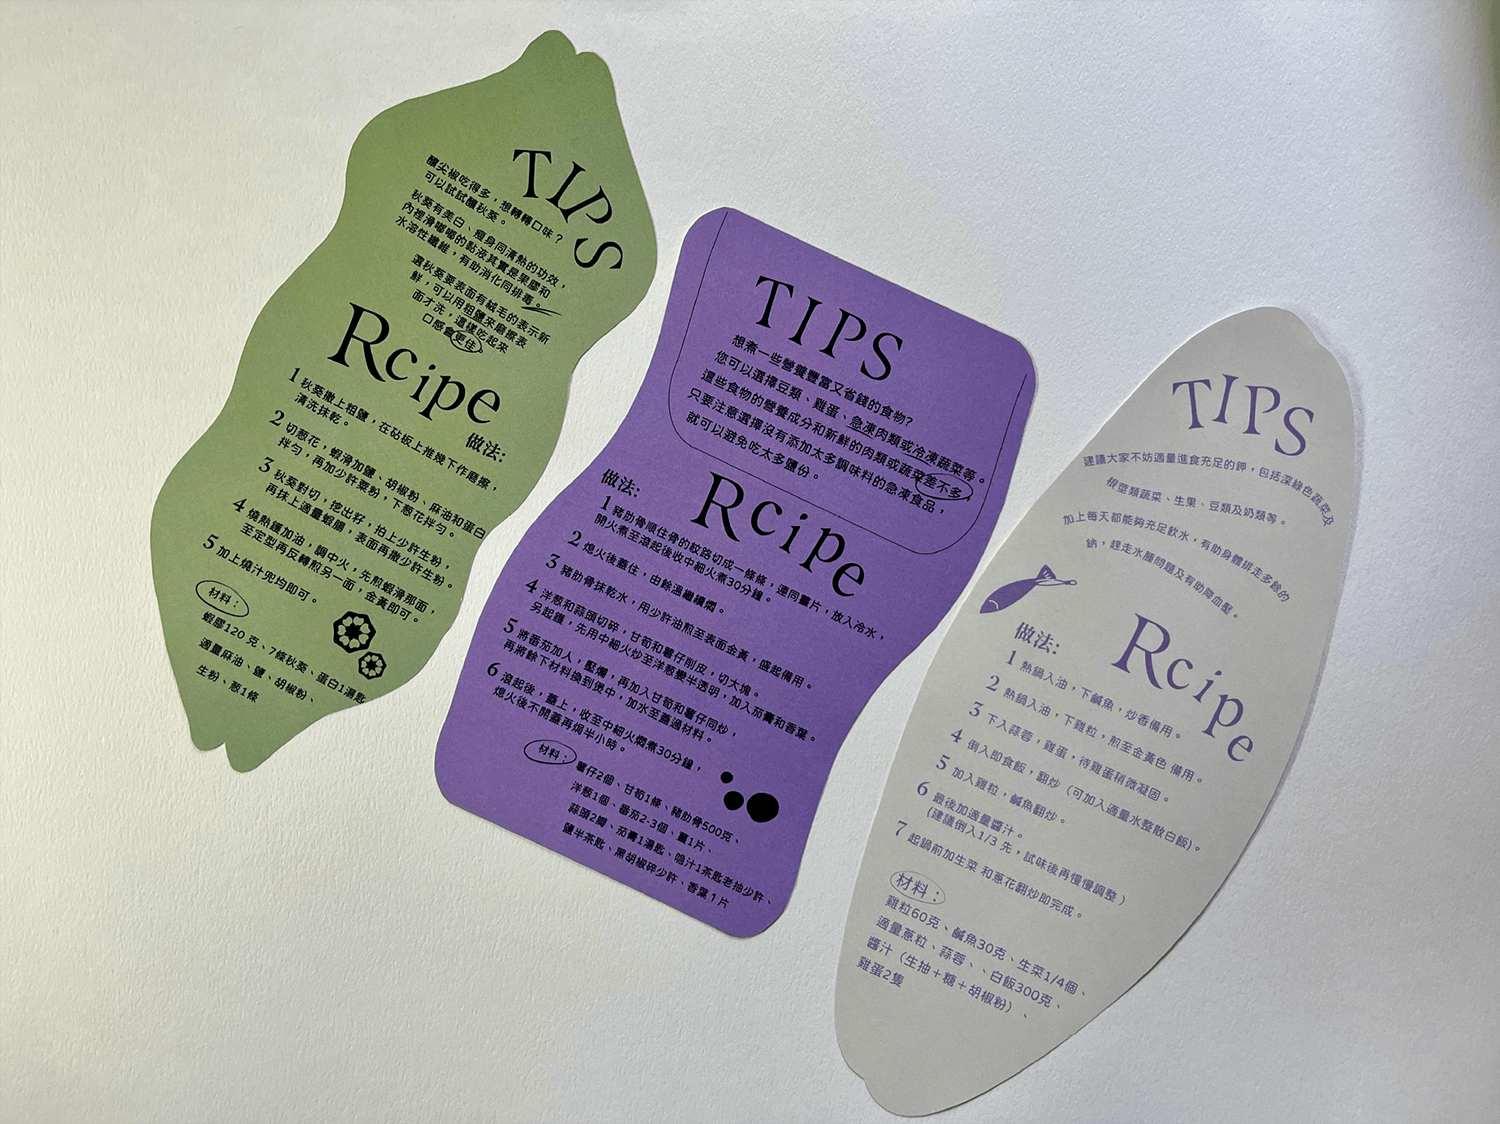 TIPS
釀尖椒吃得多，想轉轉口味？
可以試試釀秋葵。
秋葵有美白、瘦身同清熱的功效，
內裡滑嘟嘟的黏液其實是果膠和
水溶性纖維，有助消化同排毒。
選秋葵要表面有絨毛的表示新
鮮，可以用粗鹽來磨擦表
面才洗，這樣吃起來
口感會更佳。
Rcipe
做法:
1 秋葵撒上粗鹽，在砧板上推幾下作磨擦，
清洗抹乾。
2 切葱花，蝦滑加鹽、胡椒粉、麻油和蛋白
拌勻，再加少許粟粉，下葱花拌勻。
3 秋葵對切，挖出籽，拍上少許生粉，
再抹上適量蝦膠，表面再撒少許生粉。
4 燒熱鑊加油，調中火，先煎蝦滑那面，
至定型再反轉煎另一面，金黃即可。
5 加上燒汁兜均即可。
材料：
蝦膠120 克、7條秋葵、蛋白1湯匙
適量麻油、鹽、胡椒粉、
生粉、葱1條
TIPS
想煮一些營養豐富又省錢的食物?
您可以選擇豆類、雞蛋、急凍肉類或冷凍蔬菜等。
這些食物的營養成分和新鮮的肉類或蔬菜差不多，
只要注意選擇沒有添加太多調味料的急凍食品，
就可以避免吃太多鹽份。
Rcipe
做法:
1 豬肋骨順住骨的紋路切成一條條，連同薑片，放入冷水，
開火煮至滾起後收中細火煮30分鐘。
2 熄火後蓋住，由餘溫繼續燜。
3 豬肋骨抹乾水，用少許油煎至表面金黃，盛起備用。
4 洋葱和蒜頭切碎，甘筍和薯仔削皮，切大塊。
另起鑊，先用中細火炒至洋葱變半透明，加入茄膏和香葉。
5 將番茄加入，壓爛，再加入甘筍和薯仔同炒，
再將餘下材料換到煲中，加水至蓋過材料。
6 滾起後，蓋上，收至中細火燜煮30分鐘，
熄火後不開蓋再焗半小時。
材料：
薯仔2個、甘筍1條、豬肋骨500克、
洋葱1個、番茄2-3個、薑1片、
蒜頭2瓣、茄膏1湯匙、喼汁1茶匙老抽少許、
鹽半茶匙、黑胡椒碎少許、香葉 1 片
TIPS
建議大家不妨適量進食充足的鉀，包括深綠色蔬菜及
根莖類蔬菜、生果、豆類及奶類等。
加上每天都能夠充足飲水，有助身體排走多餘的
鈉，趕走水腫問題及有助降血壓。
Rcipe
做法:
1 熱鍋入油，下鹹魚，炒香備用。
2 熱鍋入油，下雞粒，煎至金黃色 備用。
3 下入蒜蓉，雞蛋，待雞蛋稍微凝固。
4 倒入即食飯，翻炒（可加入適量水整散白飯)。
5 加入雞粒，鹹魚翻炒。
6 最後加適量醬汁。
(建議倒入1/3 先，試味後再慢慢調整 )
7 起鍋前加生菜 和蔥花翻炒即完成。
材料：
雞粒60克、鹹魚30克、生菜1/4個、
適量蔥粒、蒜蓉、、白飯300克、
醬汁（生抽＋糖＋胡椒粉）、
雞蛋2隻